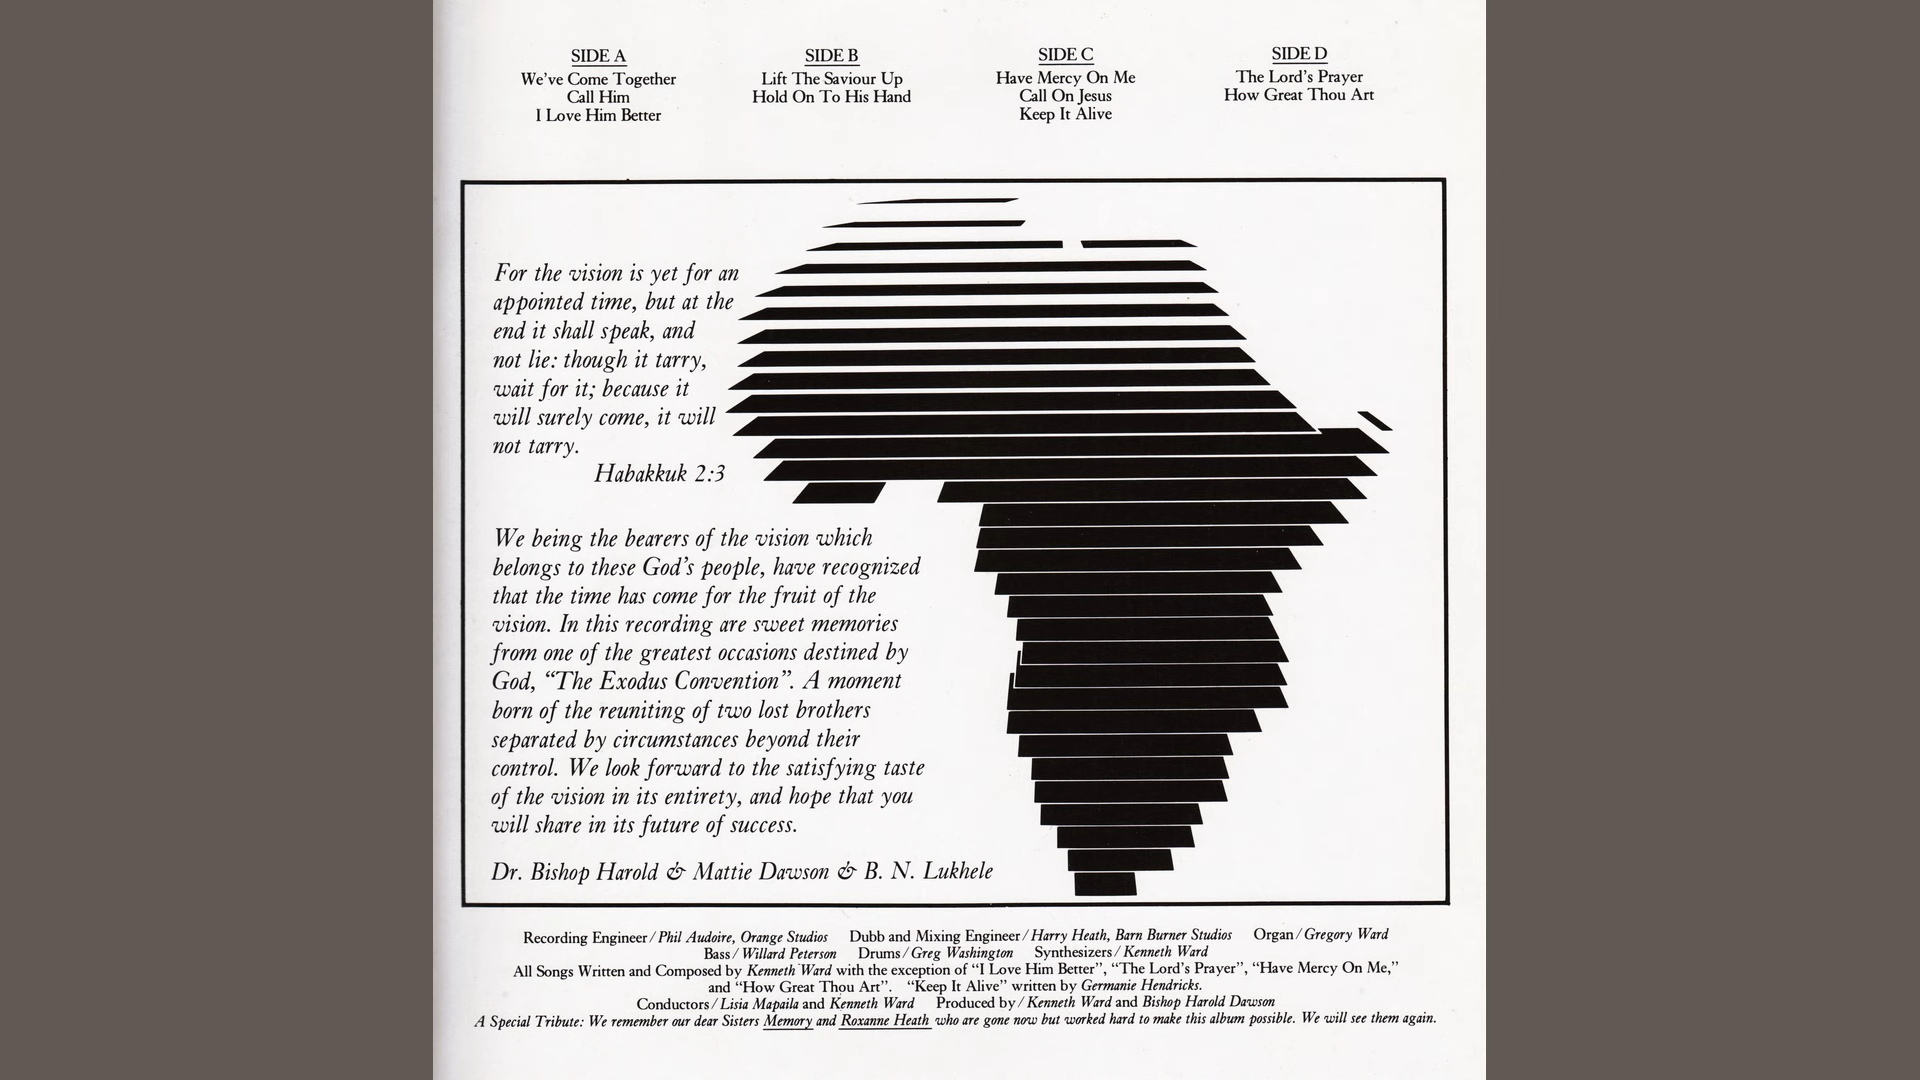 SIDE A
We've Come Together
Call Him
I Love Him Better
SIDE B
Lift The Saviour Up
Hold On To His Hand
SIDE C
Have Mercy On Me
Call On Jesus
Keep It Alive
SIDE D
The Lord's Prayer
How Great Thou Art
For the vision is yet for an
appointed time, but at the
end it shall speak, and
not lie: though it tarry,
wait for it; because it
will surely come, it will
not tarry.
Habakkuk 2:3
We being the bearers of the vision which
belongs to these God's people, have recognized
that the time has come for the fruit of the
vision. In this recording are sweet memories
from one of the greatest occasions destined by
God, “The Exodus Convention”. A moment
born of the reuniting of two lost brothers
separated by circumstances beyond their
control. We look forward to the satisfying taste
of the vision in its entirety, and hope that you
will share in its future of success.
Dr. Bishop Harold & Mattie Dawson & B. N. Lukhele
Recording Engineer/Phil Audoire, Orange Studios Dubb and Mixing Engineer/Harry Heath, Barn Burner Studios Organ/Gregory Ward
Bass/Willard Peterson Drums/Greg Washington Synthesizers/Kenneth Ward
All Songs Written and Composed by Kenneth Ward with the exception of “I Love Him Better”, “The Lord's Prayer”, “Have Mercy On Me,”
and “How Great Thou Art”. “Keep It Alive” written by Germanie Hendricks.
Conductors/Lisia Mapaila and Kenneth Ward Produced by/Kenneth Ward and Bishop Harold Dawson
A Special Tribute: We remember our dear Sisters Memory and Roxanne Heath who are gone now but worked hard to make this album possible. We will see them again.